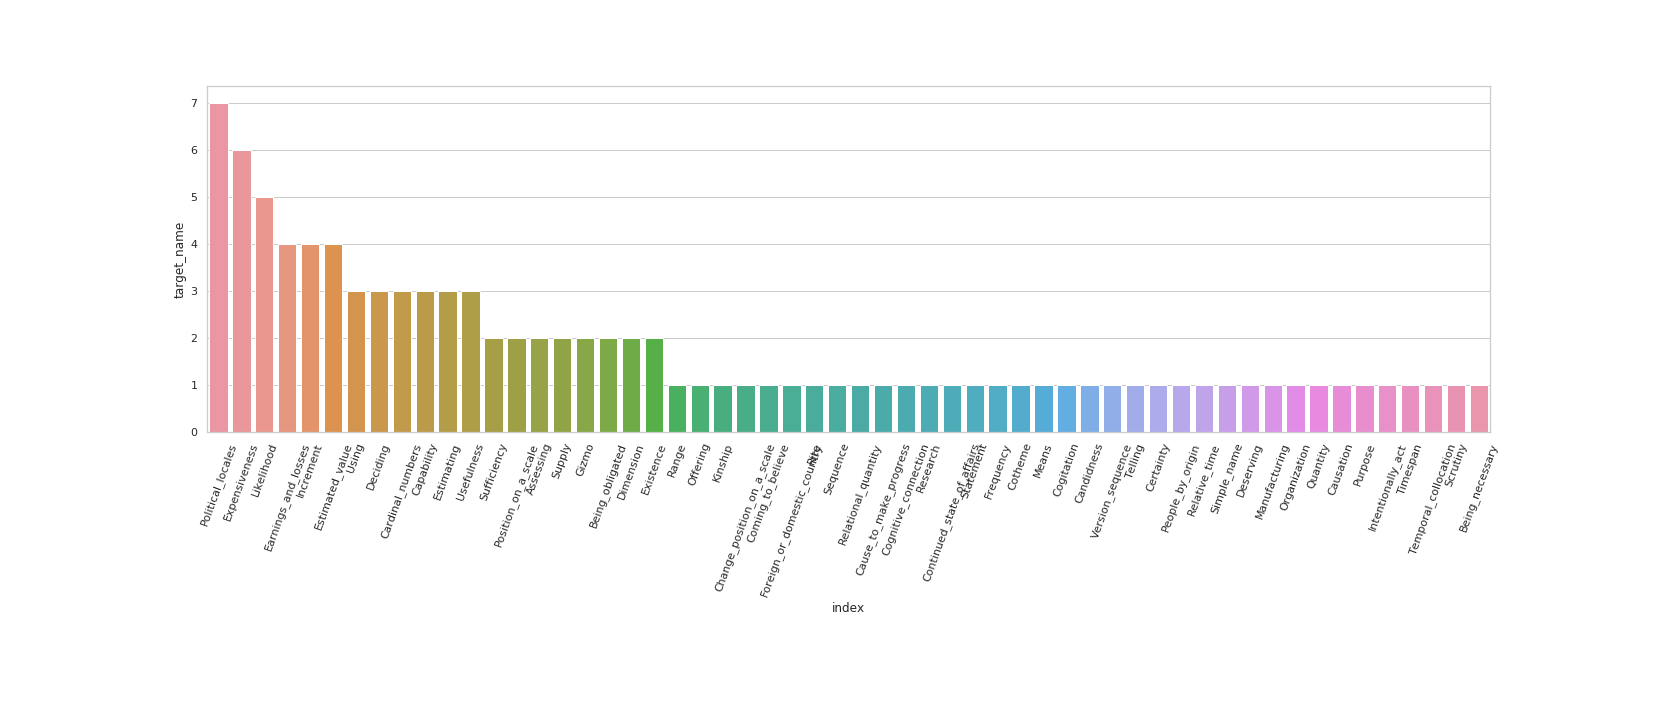 7
6
5
4
3
2
1
0
target_name
Political_locales
Expensiveness
Likelihood
Earnings_and_losses
Increment
Estimated_value
Using
Deciding
Cardinal_numbers
Capability
Estimating
Usefulness
Sufficiency
Position_on_a_scale
Assessing
Supply
Gizmo
Being_obligated
Dimension
Existence
Range
Offering
Kinship
Change_position_on_a_scale
Coming_to_believe
Foreign_or_domestic_country
Sequence
Relational_quantity
Cause_to_make_progress
Cognitive_connection
Research
Continued_state_of_affairs
Statement
Frequency
Cotheme
Means
Cogitation
Candidness
Version_sequence
Telling
Certainty
People_by_origin
Relative_time
Simple_name
Deserving
Manufacturing
Organization
Quantity
Causation
Purpose
Intentionally_act
Timespan
Temporal_collocation
Scrutiny
Being_necessary
index